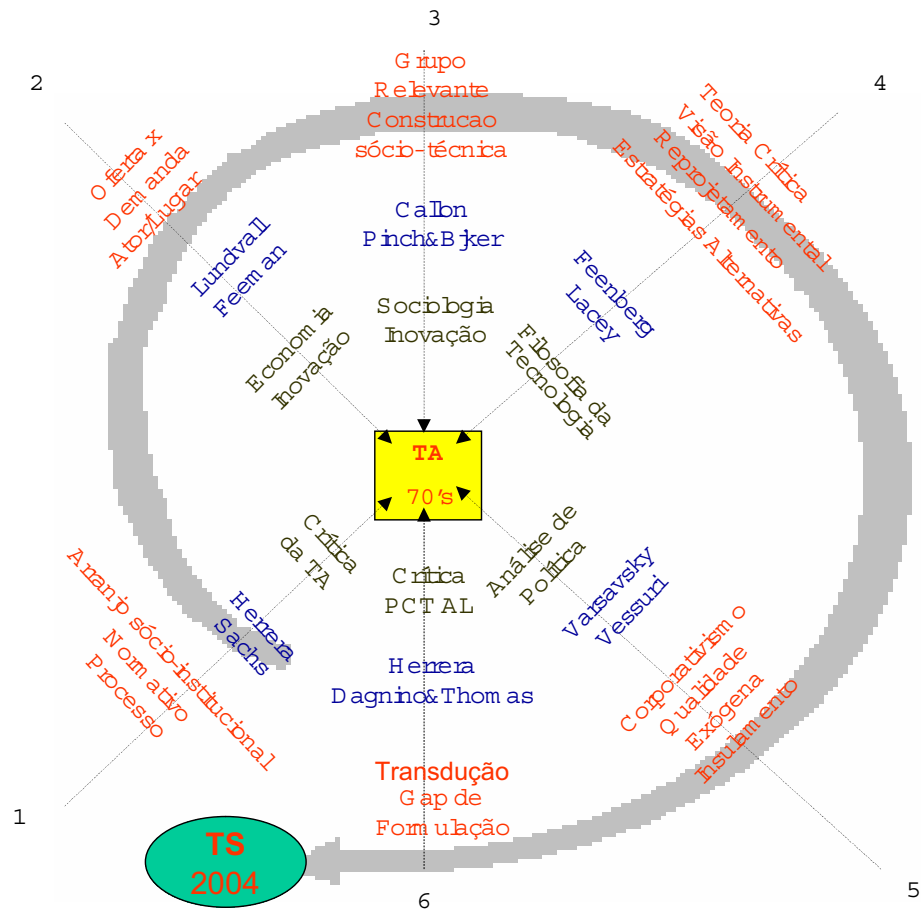 3
2
4
Grupo
Relevante
Construcao
sócio-técnica
Oferta x
Demanda
Ator/Lugar
Teoria Crítica
Visão Instrumental
Reprojetamento
Estratégias Alternativas
Lundvall
Feeman
Callon
Pinch&Bjker
Feenberg
Lacey
Economia
Inovação
Sociologia
Inovação
Filosofia da
Tecnologia
TA
70's
Crítica
da TA
Crítica
PCTAL
Análise de
Política
Herrera
Sachs
Herrera
Dagnino&Thomas
Varsavsky
Vessuri
Arranjo sócio-institucional
Normativo
Processo
Transdução
Gap de
Formulação
Corporativismo
Qualidade
Exógena
Insulamento
1
TS
2004
6
5